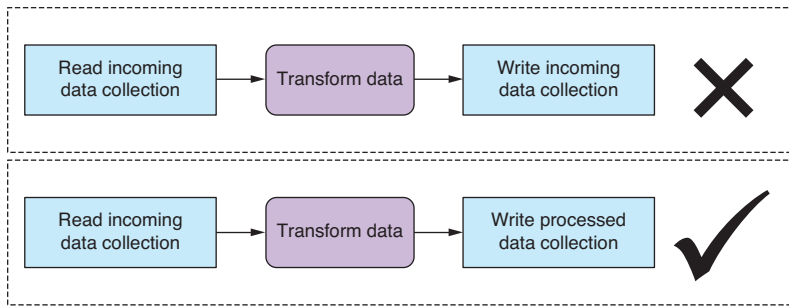 Read incoming
data collection
Transform data
Write incoming
data collection
Read incoming
data collection
Transform data
Write processed
data collection